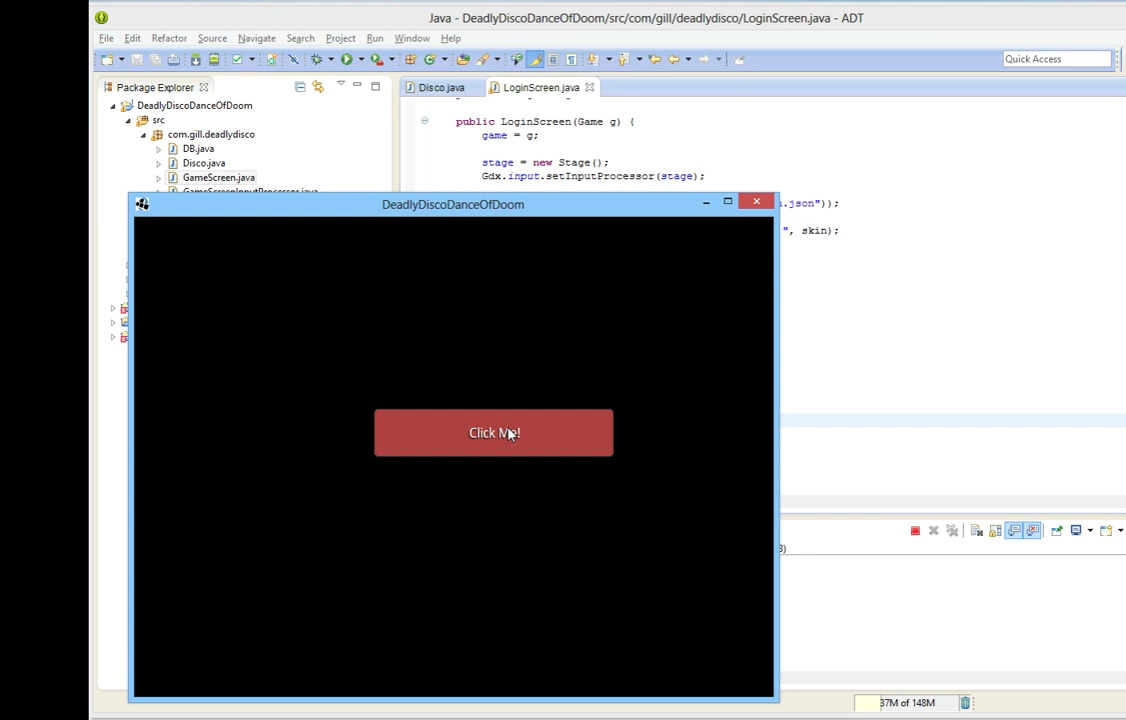 Java - DeadlyDiscoDanceOfDoom/src/com/gill/deadlydisco/LoginScreen.java - ADT
File Edit Refactor Source Navigate Search Project Run Window Help
Quick Access
Package Explorer
Disco.java
LoginScreen.java
DeadlyDiscoDanceOfDoom
src
com.gill.deadlydisco
DB.java
Disco.java
GameScreen.java
public LoginScreen(Game g) {
game = g;
stage = new Stage();
Gdx.input.setInputProcessor(stage);
.json"));
", skin);
DeadlyDiscoDanceOfDoom
Click Me!
37M of 148M